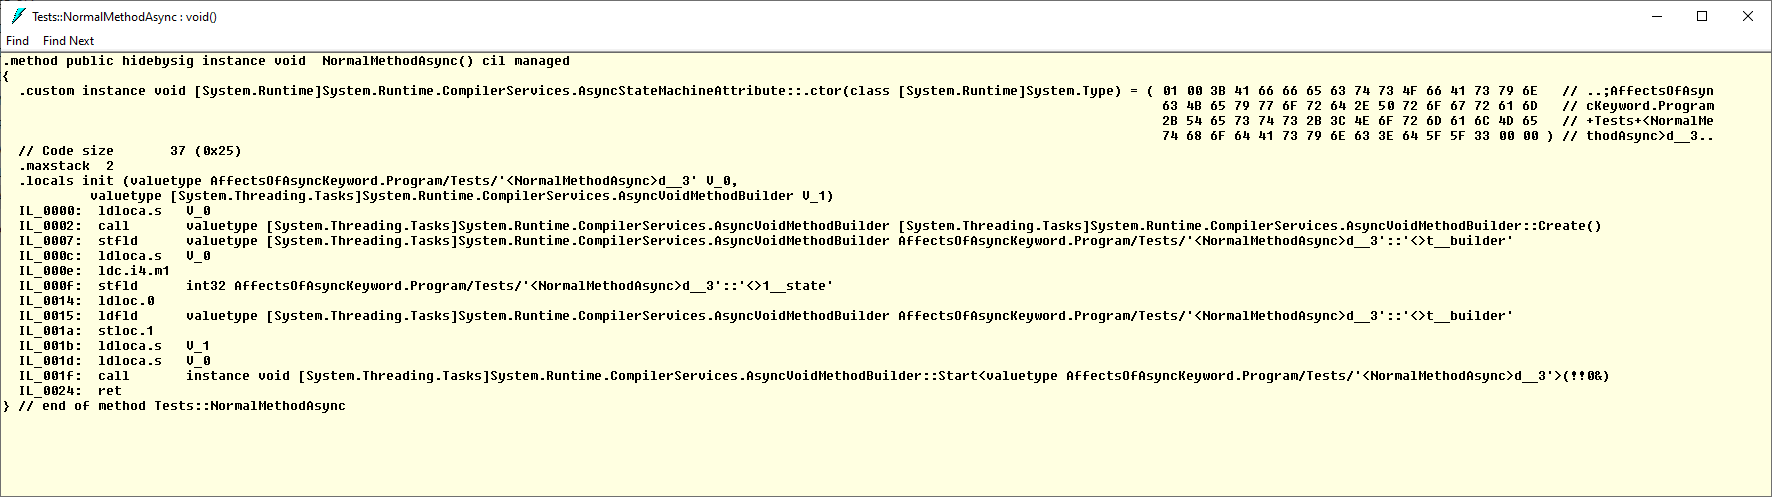 Tests::NormalMethodAsync : void()
Find Find Next
.method public hidebysig instance void  NormalMethodAsync() cil managed
{
  .custom instance void [System.Runtime]System.Runtime.CompilerServices.AsyncStateMachineAttribute::.ctor(class [System.Runtime]System.Type) = ( 01 00 3B 41 66 66 65 63 74 73 4F 66 41 73 79 6E   // ..;AffectsOfAsyn
63 4B 65 79 77 6F 72 64 2E 50 72 6F 67 72 61 6D   // cKeyword.Program
2B 54 65 73 74 73 2B 3C 4E 6F 72 6D 61 6C 4D 65   // +Tests+<NormalMe
74 68 6F 64 41 73 79 6E 63 3E 64 5F 5F 33 00 00 ) // thodAsync>d__3..
  // Code size       37 (0x25)
  .maxstack  2
  .locals init (valuetype AffectsOfAsyncKeyword.Program/Tests/'<NormalMethodAsync>d__3' V_0,
           valuetype [System.Threading.Tasks]System.Runtime.CompilerServices.AsyncVoidMethodBuilder V_1)
  IL_0000:  ldloca.s   V_0
  IL_0002:  call       valuetype [System.Threading.Tasks]System.Runtime.CompilerServices.AsyncVoidMethodBuilder [System.Threading.Tasks]System.Runtime.CompilerServices.AsyncVoidMethodBuilder::Create()
  IL_0007:  stfld      valuetype [System.Threading.Tasks]System.Runtime.CompilerServices.AsyncVoidMethodBuilder AffectsOfAsyncKeyword.Program/Tests/'<NormalMethodAsync>d__3'::'<>t__builder'
  IL_000c:  ldloca.s   V_0
  IL_000e:  ldc.i4.m1
  IL_000f:  stfld      int32 AffectsOfAsyncKeyword.Program/Tests/'<NormalMethodAsync>d__3'::'<>1__state'
  IL_0014:  ldloc.0
  IL_0015:  ldfld      valuetype [System.Threading.Tasks]System.Runtime.CompilerServices.AsyncVoidMethodBuilder AffectsOfAsyncKeyword.Program/Tests/'<NormalMethodAsync>d__3'::'<>t__builder'
  IL_001a:  stloc.1
  IL_001b:  ldloca.s   V_1
  IL_001d:  ldloca.s   V_0
  IL_001f:  call       instance void [System.Threading.Tasks]System.Runtime.CompilerServices.AsyncVoidMethodBuilder::Start<valuetype AffectsOfAsyncKeyword.Program/Tests/'<NormalMethodAsync>d__3'>(!!0&)
  IL_0024:  ret
} // end of method Tests::NormalMethodAsync